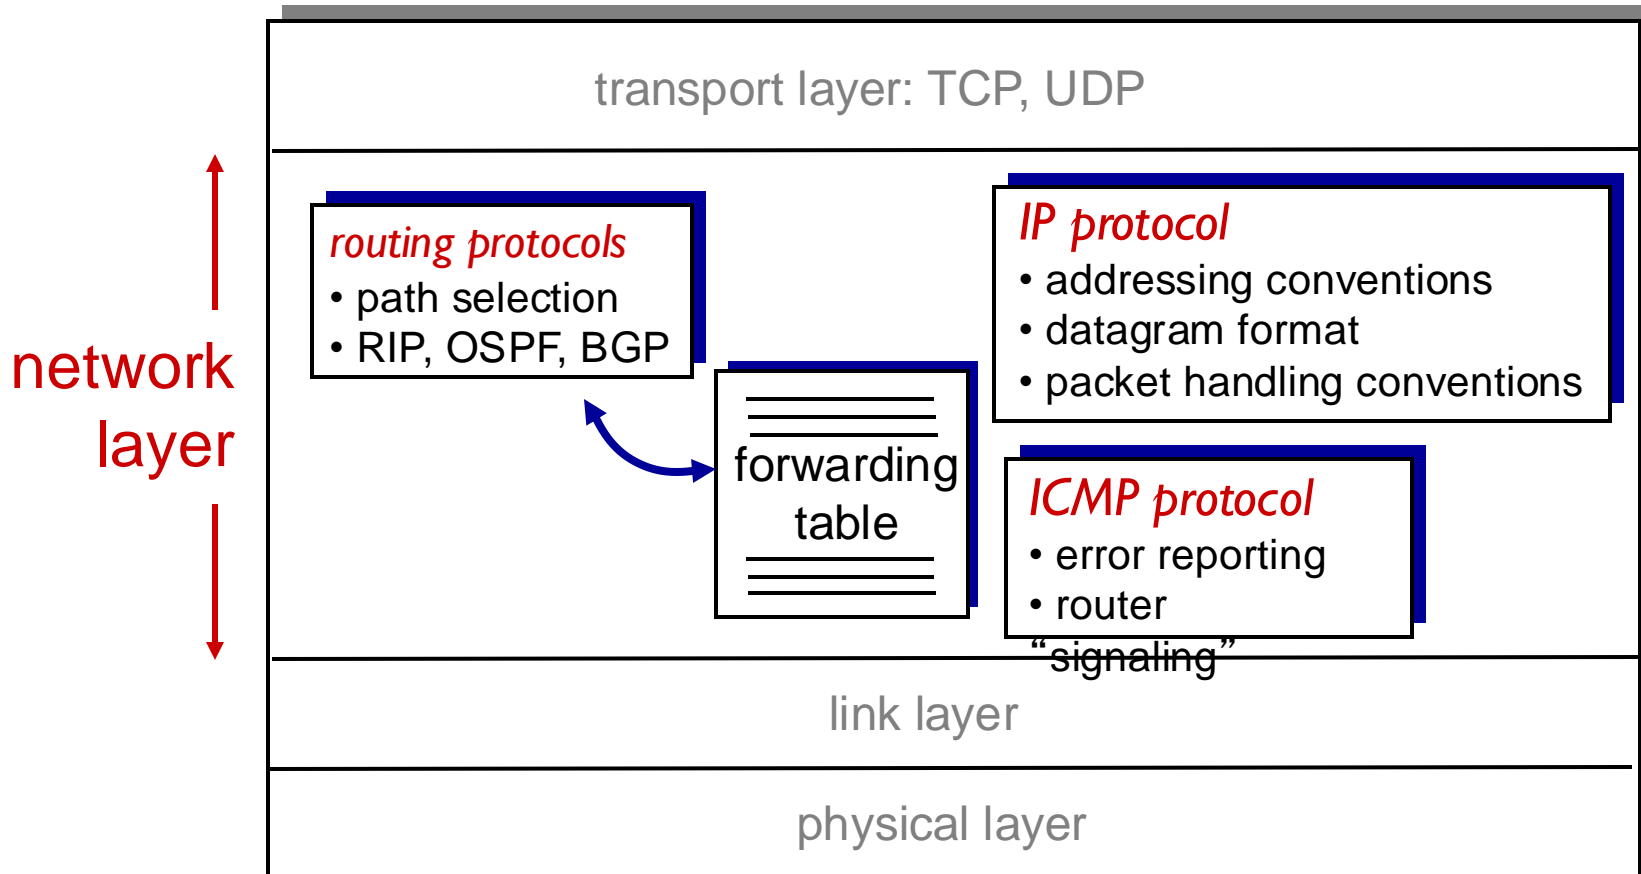 transport layer: TCP, UDP
network
layer
routing protocols
• path selection
• RIP, OSPF, BGP
forwarding
table
IP protocol
• addressing conventions
• datagram format
• packet handling conventions
ICMP protocol
• error reporting
• router
“signaling”
link layer
physical layer